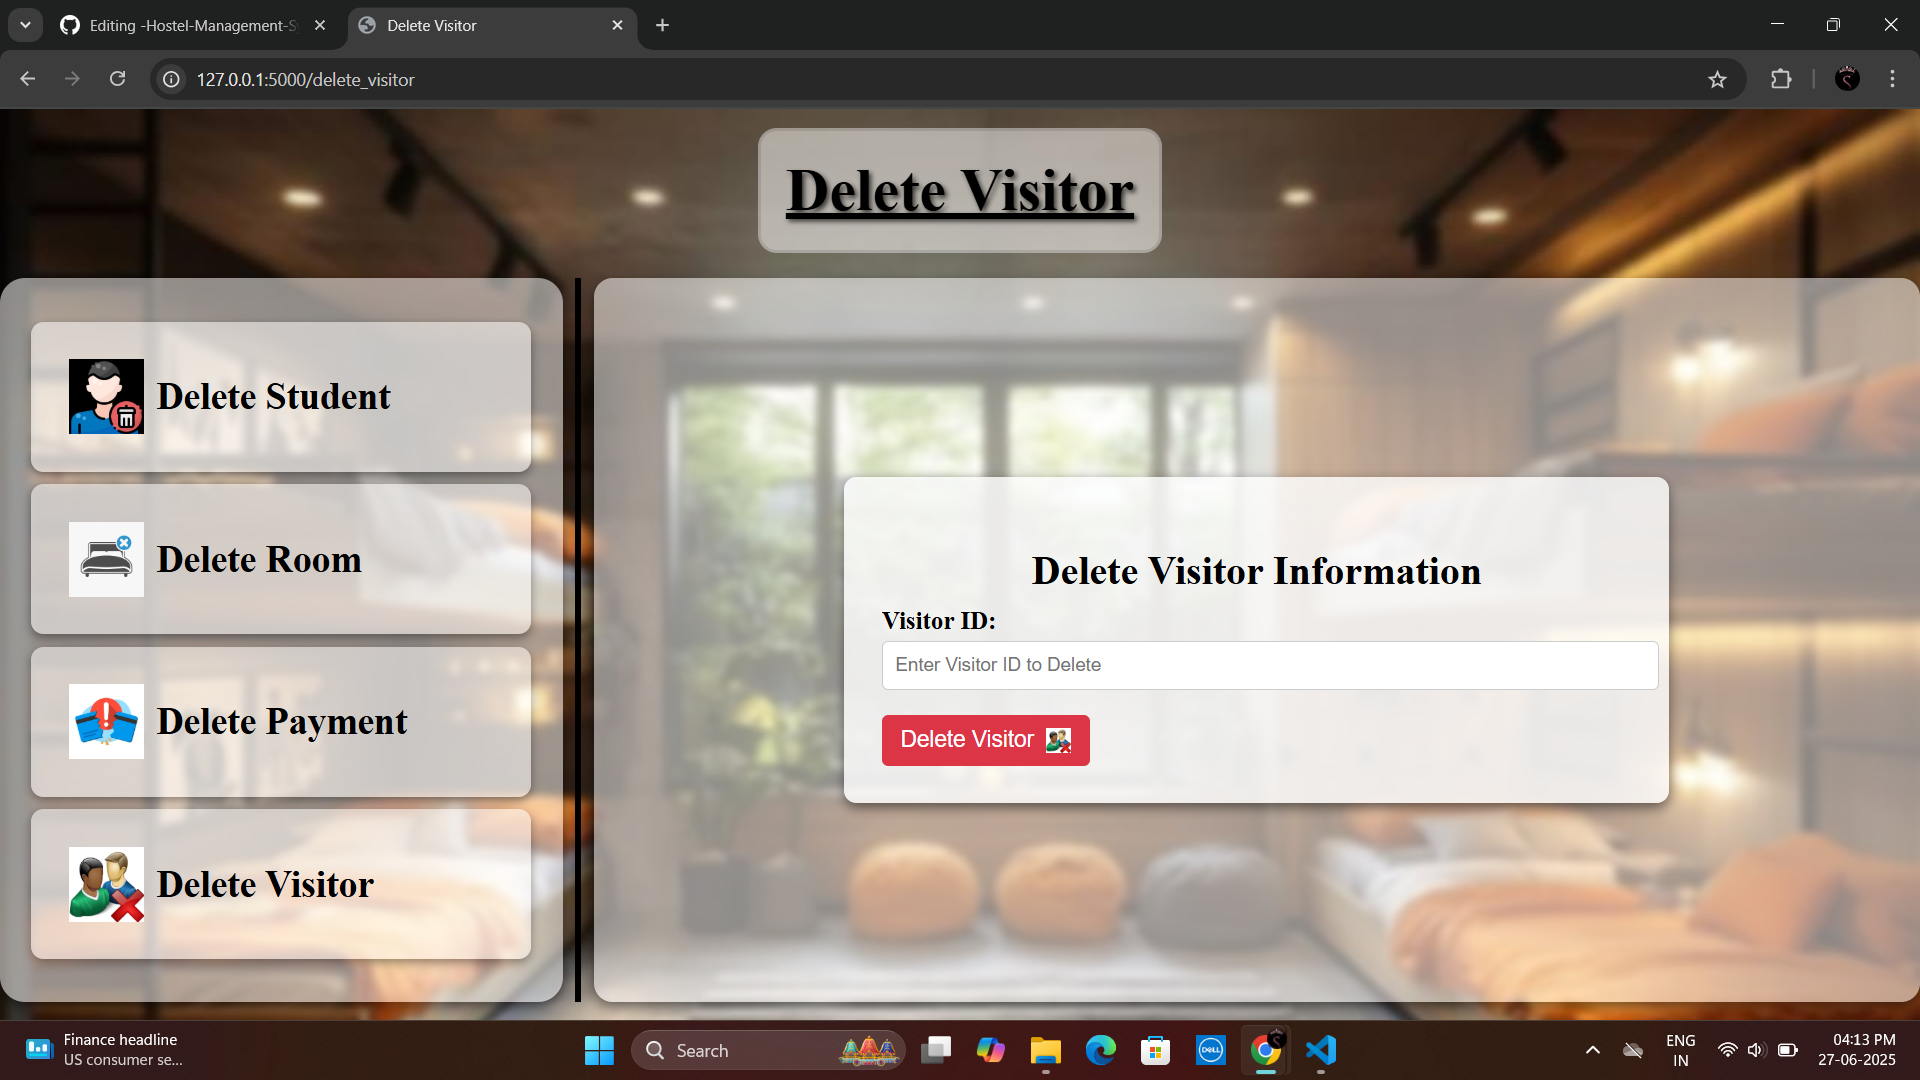 Editing -Hostel-Management-S
Delete Visitor
127.0.0.1:5000/delete_visitor
Delete Visitor
Delete Student
Delete Room
Delete Payment
Delete Visitor
Delete Visitor Information
Visitor ID:
Enter Visitor ID to Delete
Delete Visitor
Finance headline
US consumer se...
Search
DELL
ENG
IN
04:13 PM
27-06-2025